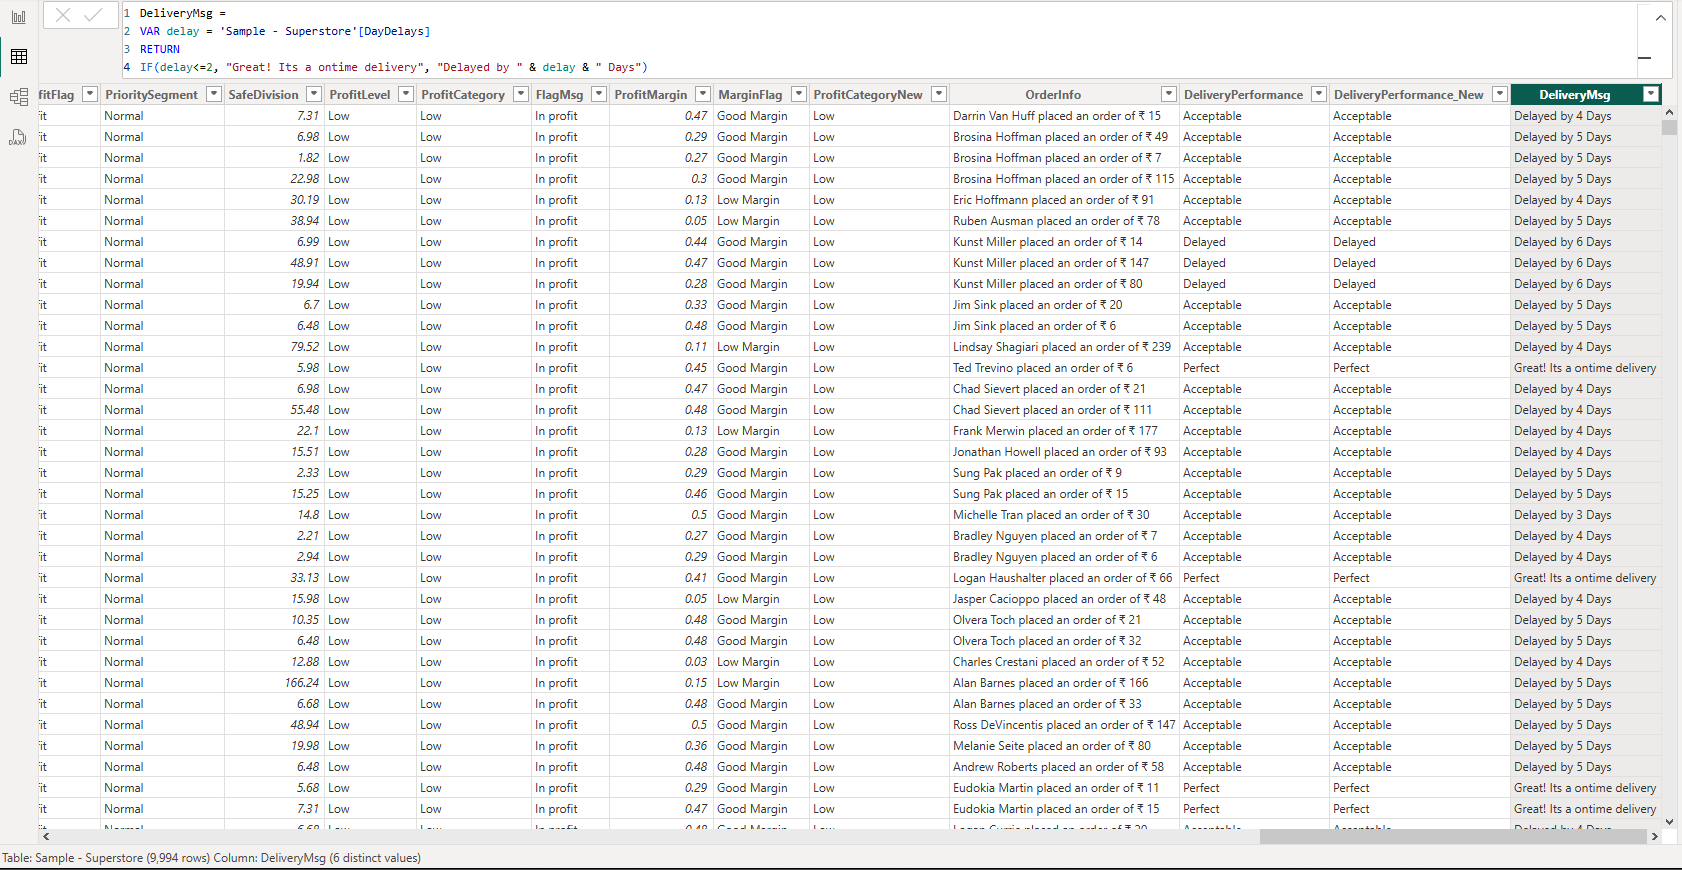 1 DeliveryMsg =
2 VAR delay = 'Sample - Superstore'[DayDelays]
3 RETURN
4 IF(delay<=2, "Great! Its a ontime delivery", "Delayed by " & delay & " Days")
fitFlag PrioritySegment SafeDivision ProfitLevel ProfitCategory FlagMsg ProfitMargin MarginFlag ProfitCategoryNew OrderInfo DeliveryPerformance DeliveryPerformance_New DeliveryMsg
it Normal 7.31 Low Low In profit 0.47 Good Margin Low Darrin Van Huff placed an order of ₹ 15 Acceptable Acceptable Delayed by 4 Days
it Normal 6.98 Low Low In profit 0.29 Good Margin Low Brosina Hoffman placed an order of ₹ 49 Acceptable Acceptable Delayed by 5 Days
it Normal 1.82 Low Low In profit 0.27 Good Margin Low Brosina Hoffman placed an order of ₹ 7 Acceptable Acceptable Delayed by 5 Days
it Normal 22.98 Low Low In profit 0.3 Good Margin Low Brosina Hoffman placed an order of ₹ 115 Acceptable Acceptable Delayed by 5 Days
it Normal 30.19 Low Low In profit 0.13 Low Margin Low Eric Hoffmann placed an order of ₹ 91 Acceptable Acceptable Delayed by 4 Days
it Normal 38.94 Low Low In profit 0.05 Low Margin Low Ruben Ausman placed an order of ₹ 78 Acceptable Acceptable Delayed by 5 Days
it Normal 6.99 Low Low In profit 0.44 Good Margin Low Kunst Miller placed an order of ₹ 14 Delayed Delayed Delayed by 6 Days
it Normal 48.91 Low Low In profit 0.47 Good Margin Low Kunst Miller placed an order of ₹ 147 Delayed Delayed Delayed by 6 Days
it Normal 19.94 Low Low In profit 0.28 Good Margin Low Kunst Miller placed an order of ₹ 80 Delayed Delayed Delayed by 6 Days
it Normal 6.7 Low Low In profit 0.33 Good Margin Low Jim Sink placed an order of ₹ 20 Acceptable Acceptable Delayed by 5 Days
it Normal 6.48 Low Low In profit 0.48 Good Margin Low Jim Sink placed an order of ₹ 6 Acceptable Acceptable Delayed by 5 Days
it Normal 79.52 Low Low In profit 0.11 Low Margin Low Lindsay Shagiari placed an order of ₹ 239 Acceptable Acceptable Delayed by 4 Days
it Normal 5.98 Low Low In profit 0.45 Good Margin Low Ted Trevino placed an order of ₹ 6 Perfect Perfect Great! Its a ontime delivery
it Normal 6.98 Low Low In profit 0.47 Good Margin Low Chad Sievert placed an order of ₹ 21 Acceptable Acceptable Delayed by 4 Days
it Normal 55.48 Low Low In profit 0.48 Good Margin Low Chad Sievert placed an order of ₹ 111 Acceptable Acceptable Delayed by 4 Days
it Normal 22.1 Low Low In profit 0.13 Low Margin Low Frank Merwin placed an order of ₹ 177 Acceptable Acceptable Delayed by 4 Days
it Normal 15.51 Low Low In profit 0.28 Good Margin Low Jonathan Howell placed an order of ₹ 93 Acceptable Acceptable Delayed by 4 Days
it Normal 2.33 Low Low In profit 0.29 Good Margin Low Sung Pak placed an order of ₹ 9 Acceptable Acceptable Delayed by 5 Days
it Normal 15.25 Low Low In profit 0.46 Good Margin Low Sung Pak placed an order of ₹ 15 Acceptable Acceptable Delayed by 5 Days
it Normal 14.8 Low Low In profit 0.5 Good Margin Low Michelle Tran placed an order of ₹ 30 Acceptable Acceptable Delayed by 3 Days
it Normal 2.21 Low Low In profit 0.27 Good Margin Low Bradley Nguyen placed an order of ₹ 7 Acceptable Acceptable Delayed by 4 Days
it Normal 2.94 Low Low In profit 0.29 Good Margin Low Bradley Nguyen placed an order of ₹ 6 Acceptable Acceptable Delayed by 4 Days
it Normal 33.13 Low Low In profit 0.41 Good Margin Low Logan Haushalter placed an order of ₹ 66 Perfect Perfect Great! Its a ontime delivery
it Normal 15.98 Low Low In profit 0.05 Low Margin Low Jasper Cacioppo placed an order of ₹ 48 Acceptable Acceptable Delayed by 4 Days
it Normal 10.35 Low Low In profit 0.48 Good Margin Low Olvera Toch placed an order of ₹ 21 Acceptable Acceptable Delayed by 5 Days
it Normal 6.48 Low Low In profit 0.48 Good Margin Low Olvera Toch placed an order of ₹ 32 Acceptable Acceptable Delayed by 5 Days
it Normal 12.88 Low Low In profit 0.03 Low Margin Low Charles Crestani placed an order of ₹ 52 Acceptable Acceptable Delayed by 4 Days
it Normal 166.24 Low Low In profit 0.15 Low Margin Low Alan Barnes placed an order of ₹ 166 Acceptable Acceptable Delayed by 5 Days
it Normal 6.68 Low Low In profit 0.48 Good Margin Low Alan Barnes placed an order of ₹ 33 Acceptable Acceptable Delayed by 5 Days
it Normal 48.94 Low Low In profit 0.5 Good Margin Low Ross DeVincentis placed an order of ₹ 147 Acceptable Acceptable Delayed by 5 Days
it Normal 19.98 Low Low In profit 0.36 Good Margin Low Melanie Seite placed an order of ₹ 80 Acceptable Acceptable Delayed by 5 Days
it Normal 6.48 Low Low In profit 0.48 Good Margin Low Andrew Roberts placed an order of ₹ 58 Acceptable Acceptable Delayed by 5 Days
it Normal 5.68 Low Low In profit 0.29 Good Margin Low Eudokia Martin placed an order of ₹ 11 Perfect Perfect Great! Its a ontime delivery
it Normal 7.31 Low Low In profit 0.47 Good Margin Low Eudokia Martin placed an order of ₹ 15 Perfect Perfect Great! Its a ontime delivery
Table: Sample - Superstore (9,994 rows) Column: DeliveryMsg (6 distinct values)